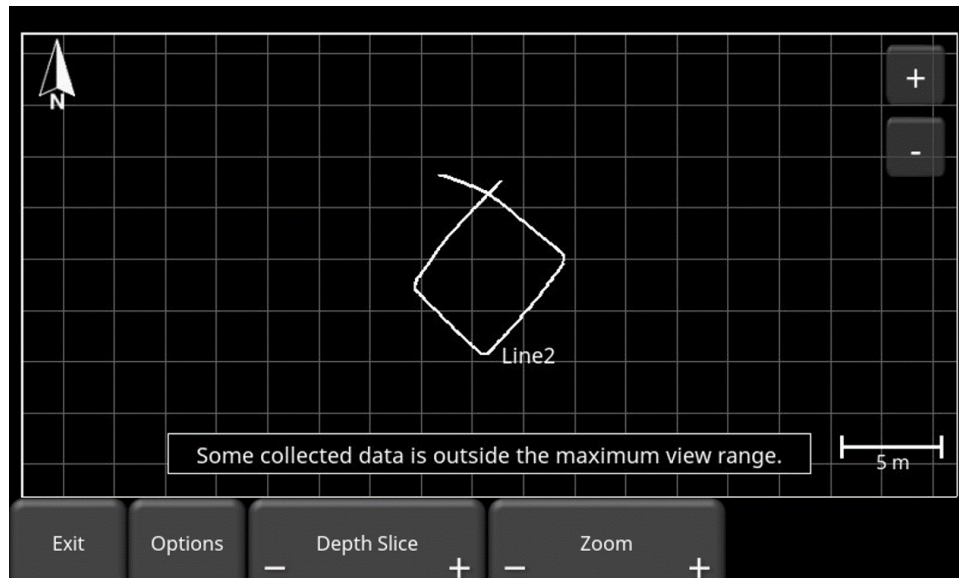 N
+
-
Line2
Some collected data is outside the maximum view range.
5 m
Exit
Options
Depth Slice
− +
Zoom
− +